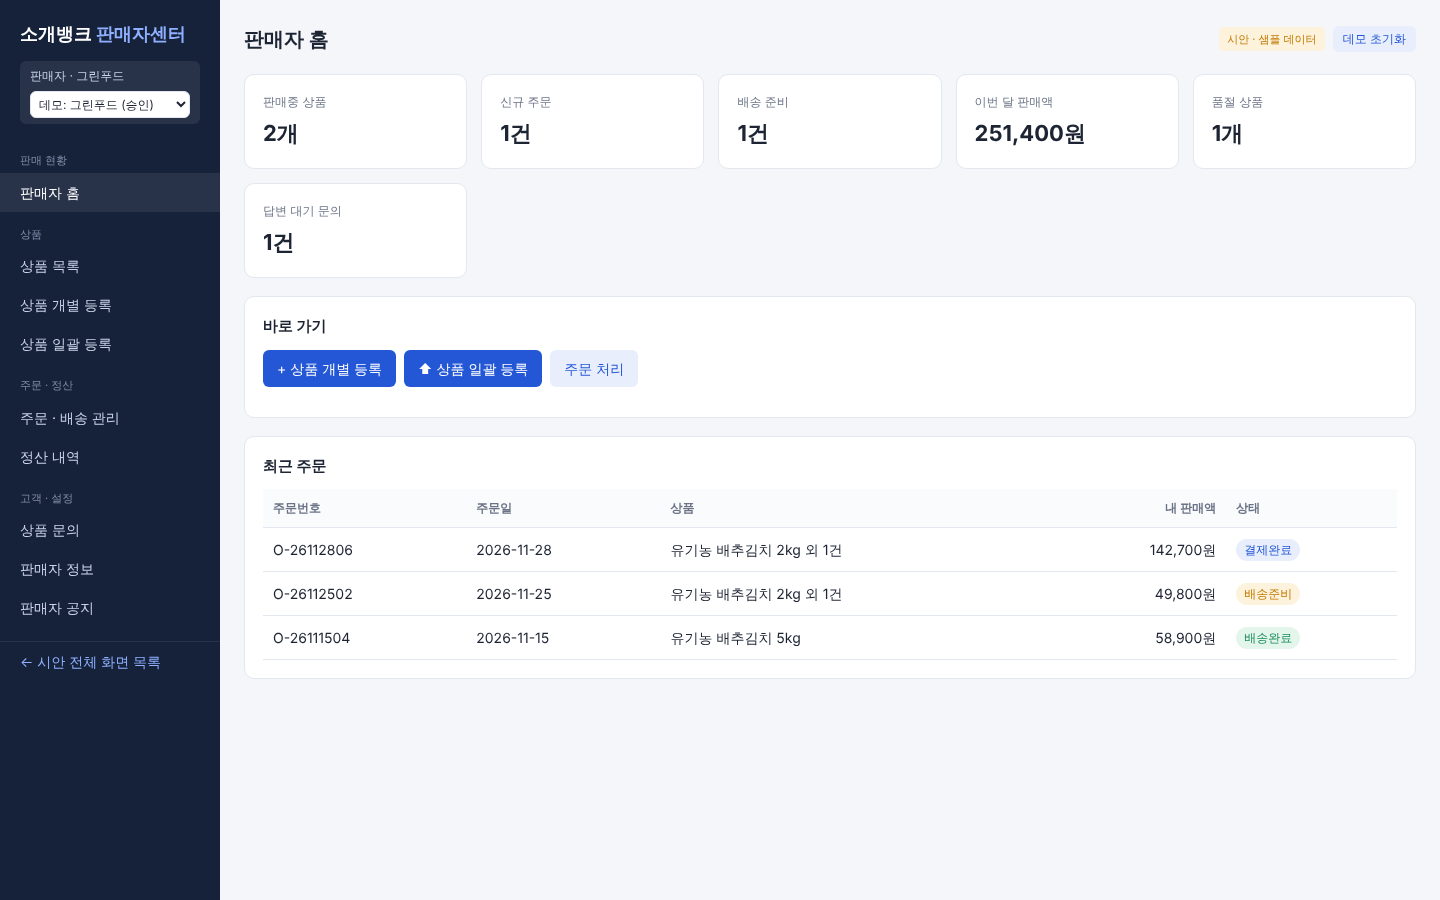 소개뱅크 판매자센터
판매자 · 그린푸드
데모: 그린푸드 (승인)
판매 현황
판매자 홈
상품
상품 목록
상품 개별 등록
상품 일괄 등록
주문 · 정산
주문 · 배송 관리
정산 내역
고객 · 설정
상품 문의
판매자 정보
판매자 공지
← 시안 전체 화면 목록
판매자 홈
시안 · 샘플 데이터 데모 초기화
판매중 상품 신규 주문 배송 준비 이번 달 판매액 품절 상품
2개 1건 1건 251,400원 1개
답변 대기 문의
1건
바로 가기
+ 상품 개별 등록 ⬆ 상품 일괄 등록 주문 처리
최근 주문
주문번호 주문일 상품 내 판매액 상태
O-26112806 2026-11-28 유기농 배추김치 2kg 외 1건 142,700원 결제완료
O-26112502 2026-11-25 유기농 배추김치 2kg 외 1건 49,800원 배송준비
O-26111504 2026-11-15 유기농 배추김치 5kg 58,900원 배송완료